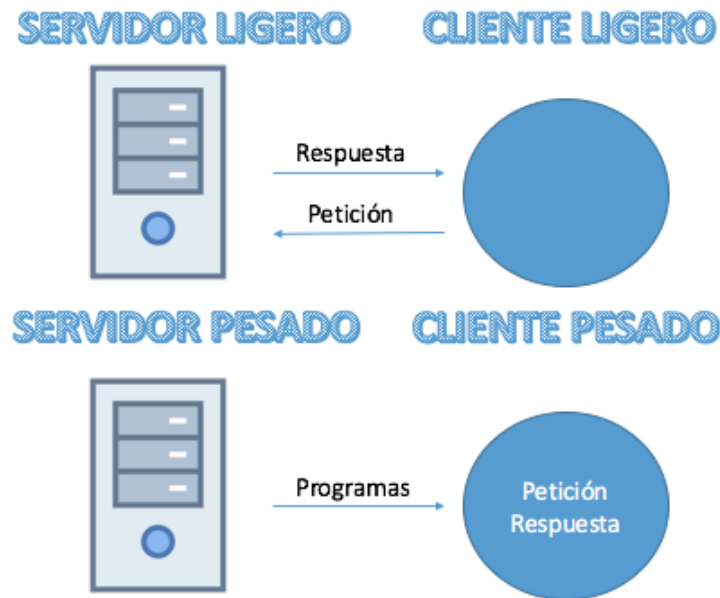 SERVIDOR LIGERO
CLIENTE LIGERO
Respuesta
Petición
SERVIDOR PESADO
CLIENTE PESADO
Programas
Petición
Respuesta